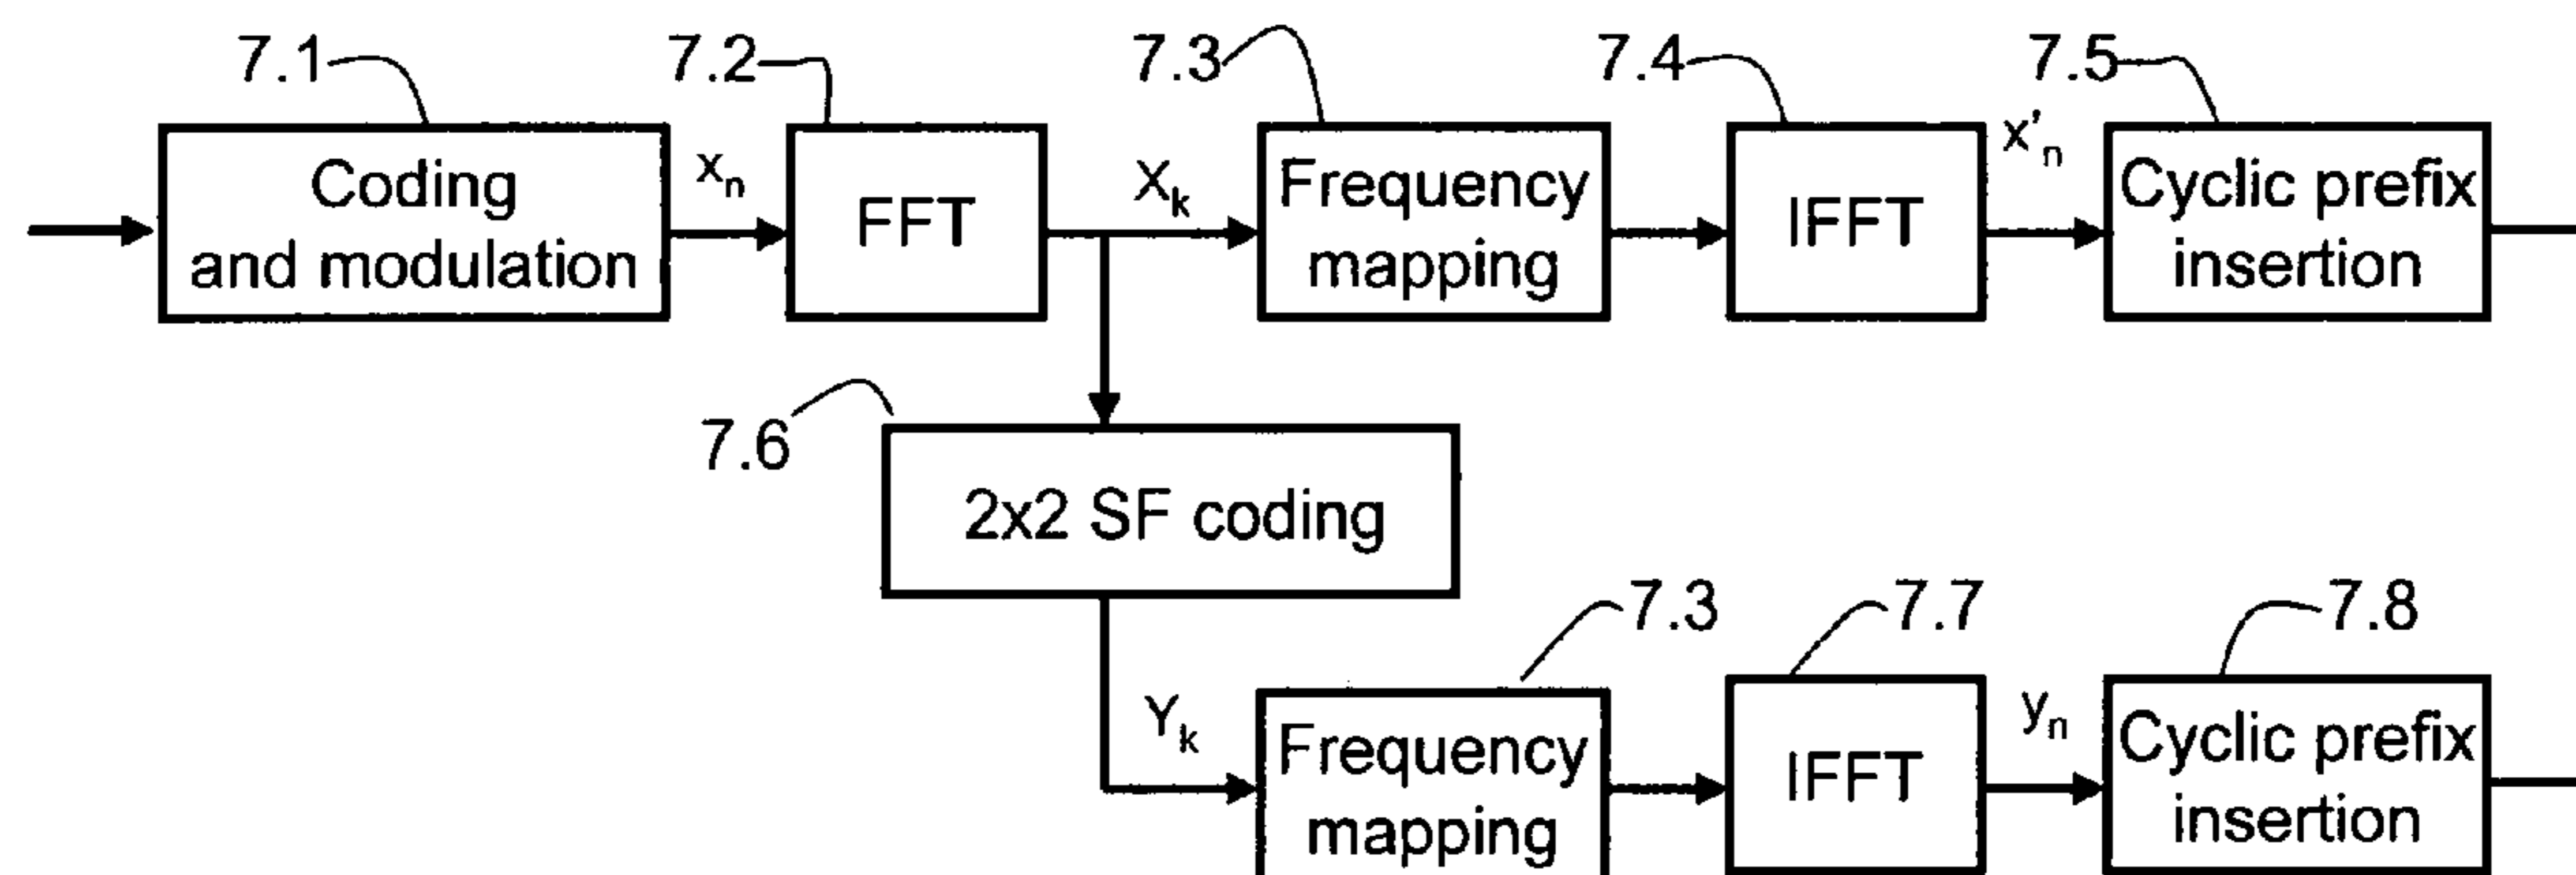 7.1
7.2
7.3
7.4
7.5
Coding
and modulation
xn
FFT
Xk
Frequency
mapping
IFFT
x'n
Cyclic prefix
insertion
7.6
2x2 SF coding
7.3
7.7
7.8
Yk
Frequency
mapping
IFFT
yn
Cyclic prefix
insertion